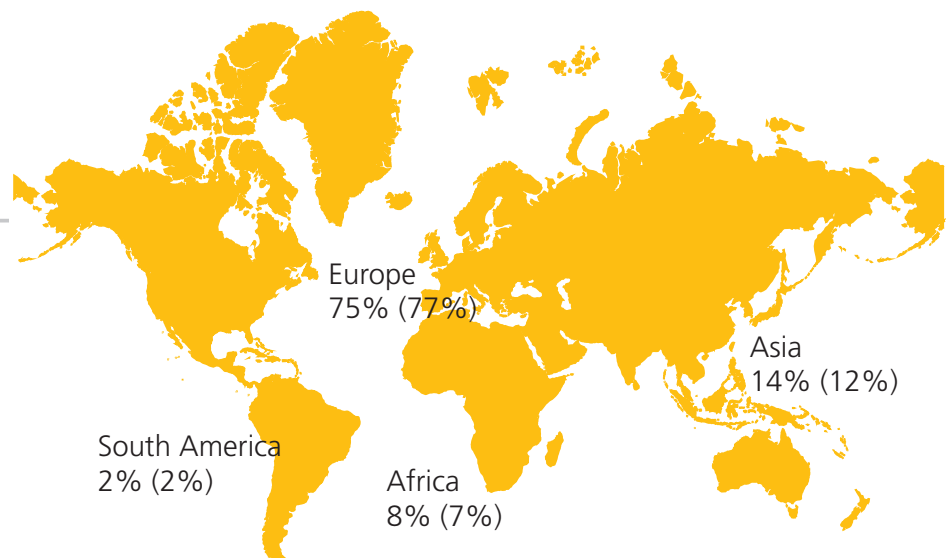 Europe
75% (77%)
Asia
14% (12%)
South America
2% (2%)
Africa
8% (7%)